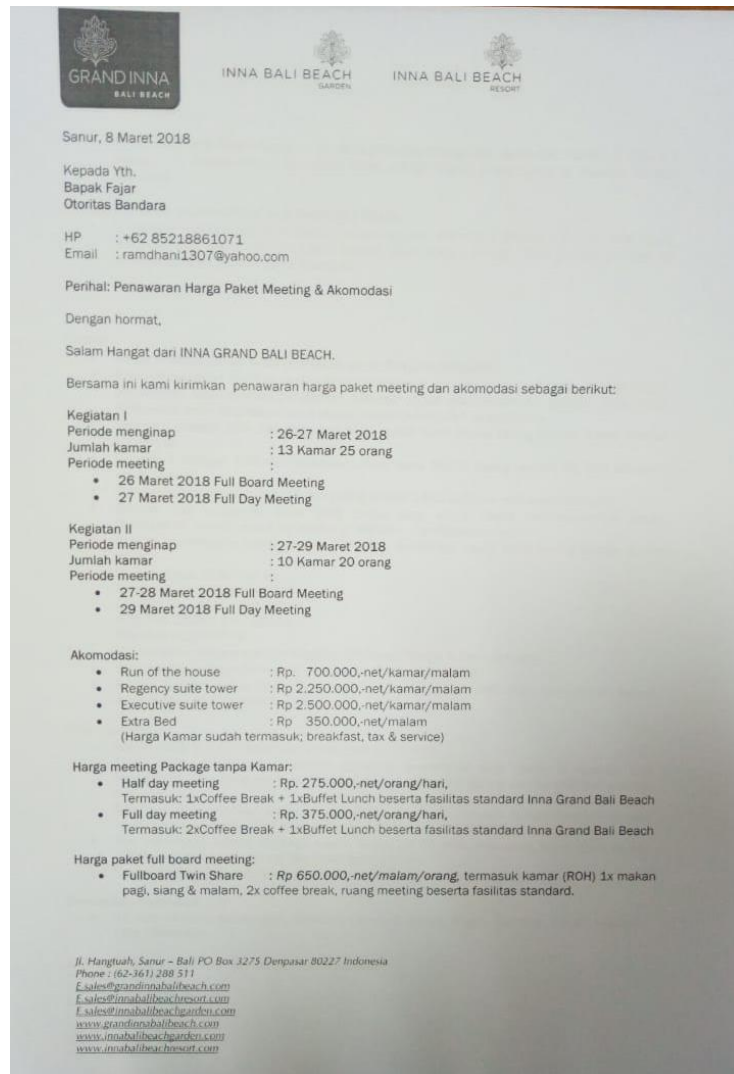 GRAND INNA
BALI BEACH
INNA BALI BEACH
GARDEN
INNA BALI BEACH
RESORT
Sanur, 8 Maret 2018
Kepada Yth.
Bapak Fajar
Otoritas Bandara
HP : +62 85218861071
Email : ramdhani1307@yahoo.com
Perihal: Penawaran Harga Paket Meeting & Akomodasi
Dengan hormat,
Salam Hangat dari INNA GRAND BALI BEACH.
Bersama ini kami kirimkan penawaran harga paket meeting dan akomodasi sebagai berikut:
Kegiatan I
Periode menginap : 26-27 Maret 2018
Jumlah kamar : 13 Kamar 25 orang
Periode meeting :
• 26 Maret 2018 Full Board Meeting
• 27 Maret 2018 Full Day Meeting
Kegiatan II
Periode menginap : 27-29 Maret 2018
Jumlah kamar : 10 Kamar 20 orang
Periode meeting :
• 27-28 Maret 2018 Full Board Meeting
• 29 Maret 2018 Full Day Meeting
Akomodasi:
• Run of the house : Rp. 700.000,-net/kamar/malam
• Regency suite tower : Rp 2.250.000,-net/kamar/malam
• Executive suite tower : Rp 2.500.000,-net/kamar/malam
• Extra Bed : Rp 350.000,-net/malam
(Harga Kamar sudah termasuk; breakfast, tax & service)
Harga meeting Package tanpa Kamar:
• Half day meeting : Rp. 275.000,-net/orang/hari,
Termasuk: 1xCoffee Break + 1xBuffet Lunch beserta fasilitas standard Inna Grand Bali Beach
• Full day meeting : Rp. 375.000,-net/orang/hari,
Termasuk: 2xCoffee Break + 1xBuffet Lunch beserta fasilitas standard Inna Grand Bali Beach
Harga paket full board meeting:
• Fullboard Twin Share : Rp 650.000,-net/malam/orang, termasuk kamar (ROH) 1x makan
pagi, siang & malam, 2x coffee break, ruang meeting beserta fasilitas standard.
Jl. Hangtuah, Sanur – Bali PO Box 3275 Denpasar 80227 Indonesia
Phone : (62-361) 288 511
E.sales@grandinnabalibeach.com
E.sales@innabalibeachresort.com
E.sales@innabalibeachgarden.com
www.grandinnabalibeach.com
www.innabalibeachgarden.com
www.innabalibeachresort.com